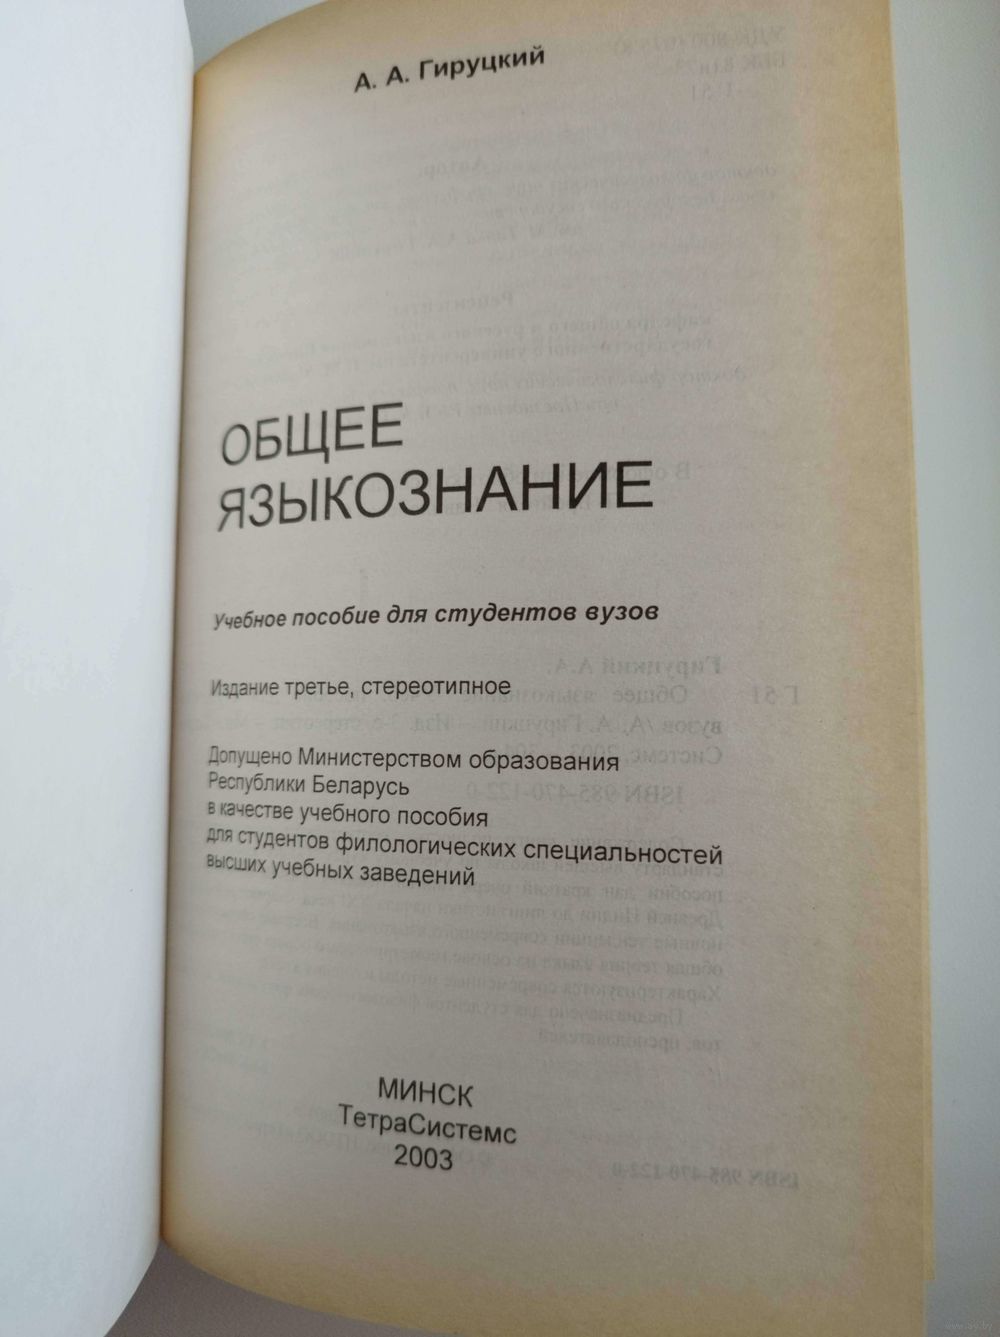 А. А. Гируцкий
ОБЩЕЕ
ЯЗЫКОЗНАНИЕ
Учебное пособие для студентов вузов
Издание третье, стереотипное
Допущено Министерством образования
Республики Беларусь
в качестве учебного пособия
для студентов филологических специальностей
высших учебных заведений
МИНСК
ТетраСистемс
2003